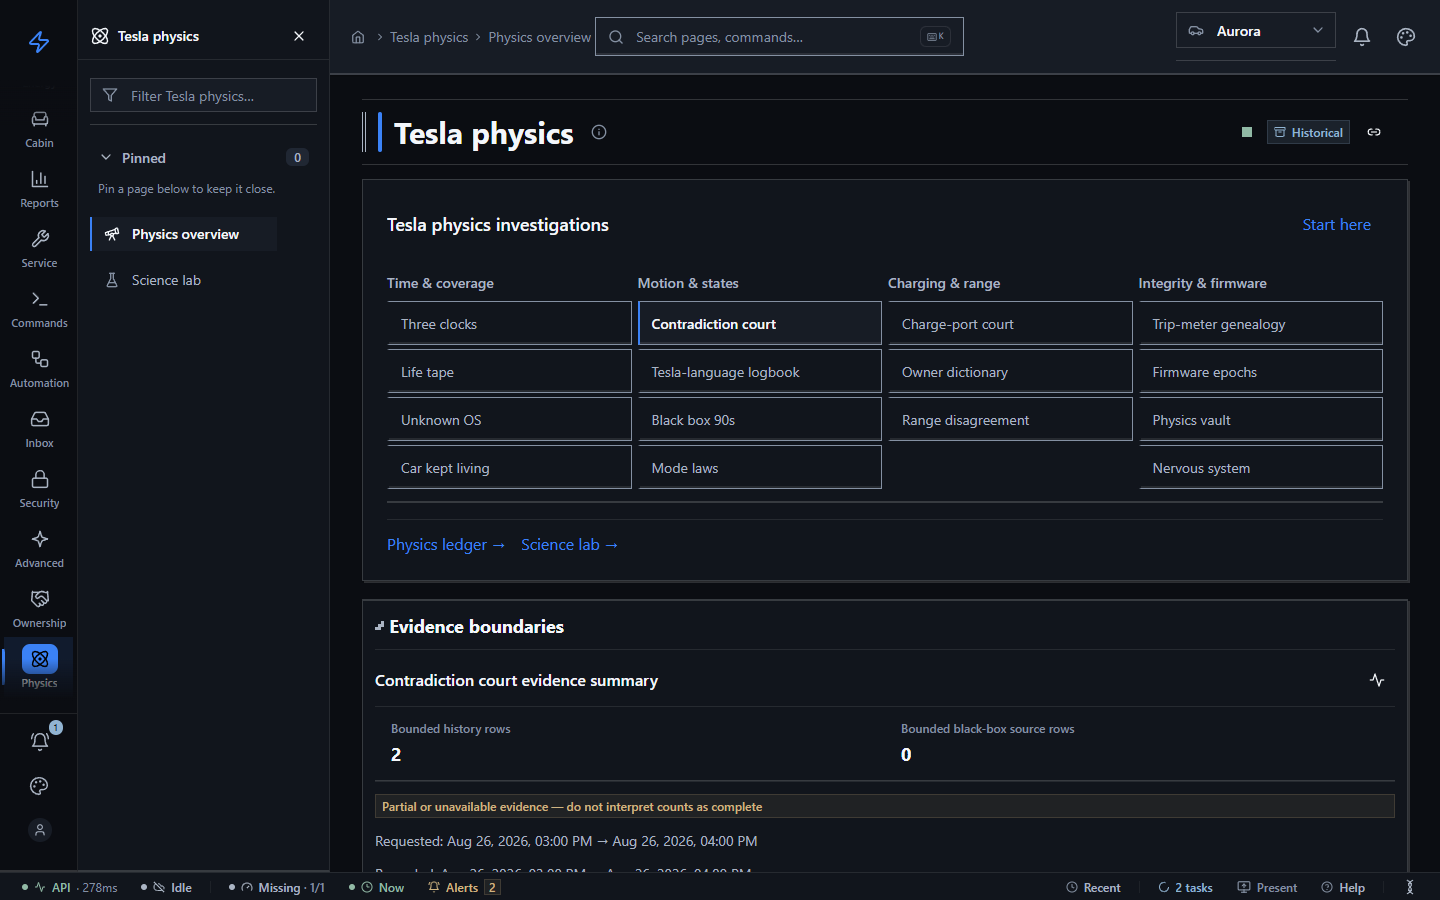 Tesla physics
Tesla physics
Physics overview
Search pages, commands...
K
Aurora
Filter Tesla physics...
Pinned
0
Pin a page below to keep it close.
Physics overview
Science lab
Cabin
Reports
Service
Commands
Automation
Inbox
Security
Advanced
Ownership
Physics
1
Tesla physics
Historical
Tesla physics investigations
Start here
Time & coverage
Motion & states
Charging & range
Integrity & firmware
Three clocks
Contradiction court
Charge-port court
Trip-meter genealogy
Life tape
Tesla-language logbook
Owner dictionary
Firmware epochs
Unknown OS
Black box 90s
Range disagreement
Physics vault
Car kept living
Mode laws
Nervous system
Physics ledger →
Science lab →
Evidence boundaries
Contradiction court evidence summary
Bounded history rows
2
Bounded black-box source rows
0
Partial or unavailable evidence — do not interpret counts as complete
Requested: Aug 26, 2026, 03:00 PM → Aug 26, 2026, 04:00 PM
API · 278ms
Idle
Missing · 1/1
Now
Alerts 2
Recent
2 tasks
Present
Help